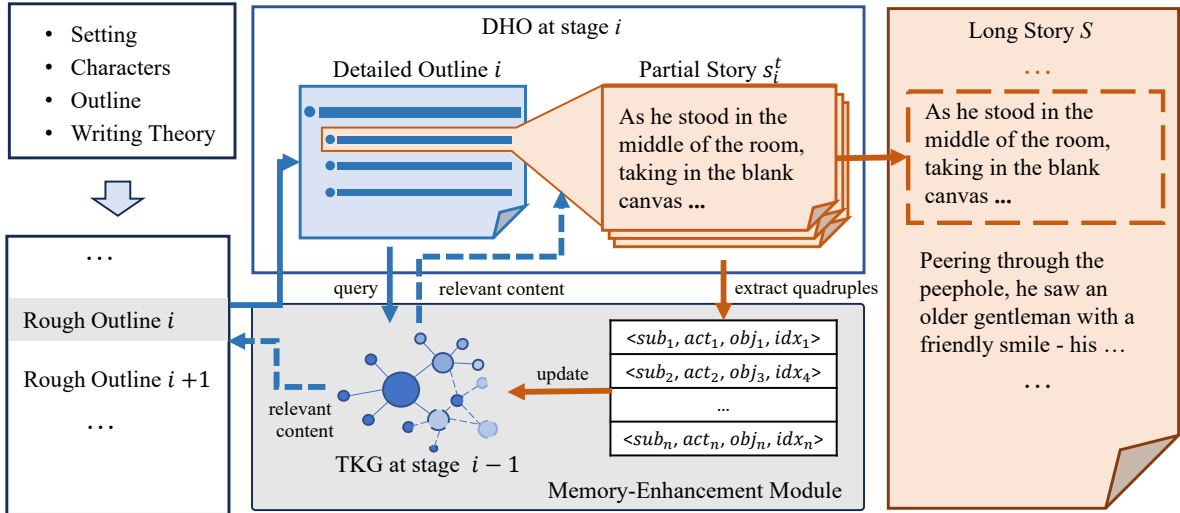 • Setting
• Characters
• Outline
• Writing Theory
…
Rough Outline i
Rough Outline i +1
…
DHO at stage i
Detailed Outline i
Partial Story s_i^t
As he stood in the
middle of the room,
taking in the blank
canvas ...
query
relevant content
extract quadruples
relevant
content
TKG at stage i − 1
update
<sub₁, act₁, obj₁, idx₁>
<sub₂, act₂, obj₃, idx₄>
...
<subₙ, actₙ, objₙ, idxₙ>
Memory-Enhancement Module
Long Story S
…
As he stood in the
middle of the room,
taking in the blank
canvas ...
Peering through the
peephole, he saw an
older gentleman with a
friendly smile - his …
…